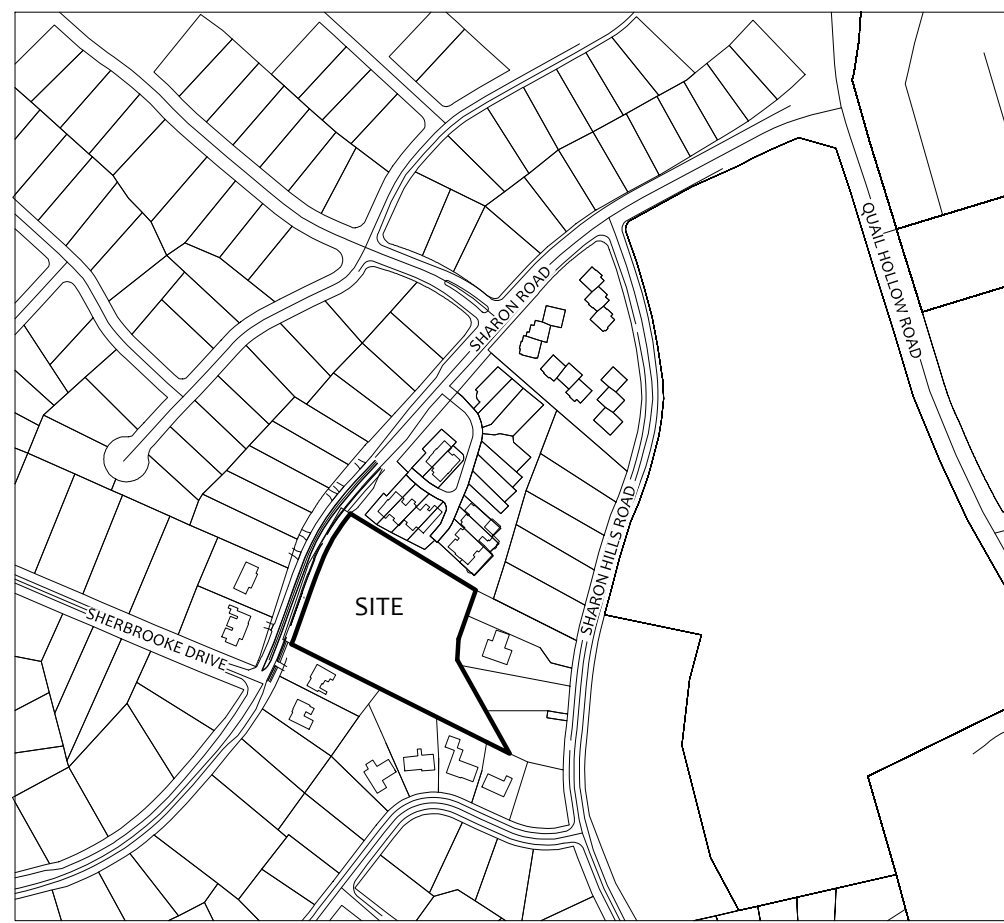 QUAIL HOLLOW ROAD
SHARON ROAD
SHARON HILLS ROAD
SITE
SHERBROOKE DRIVE